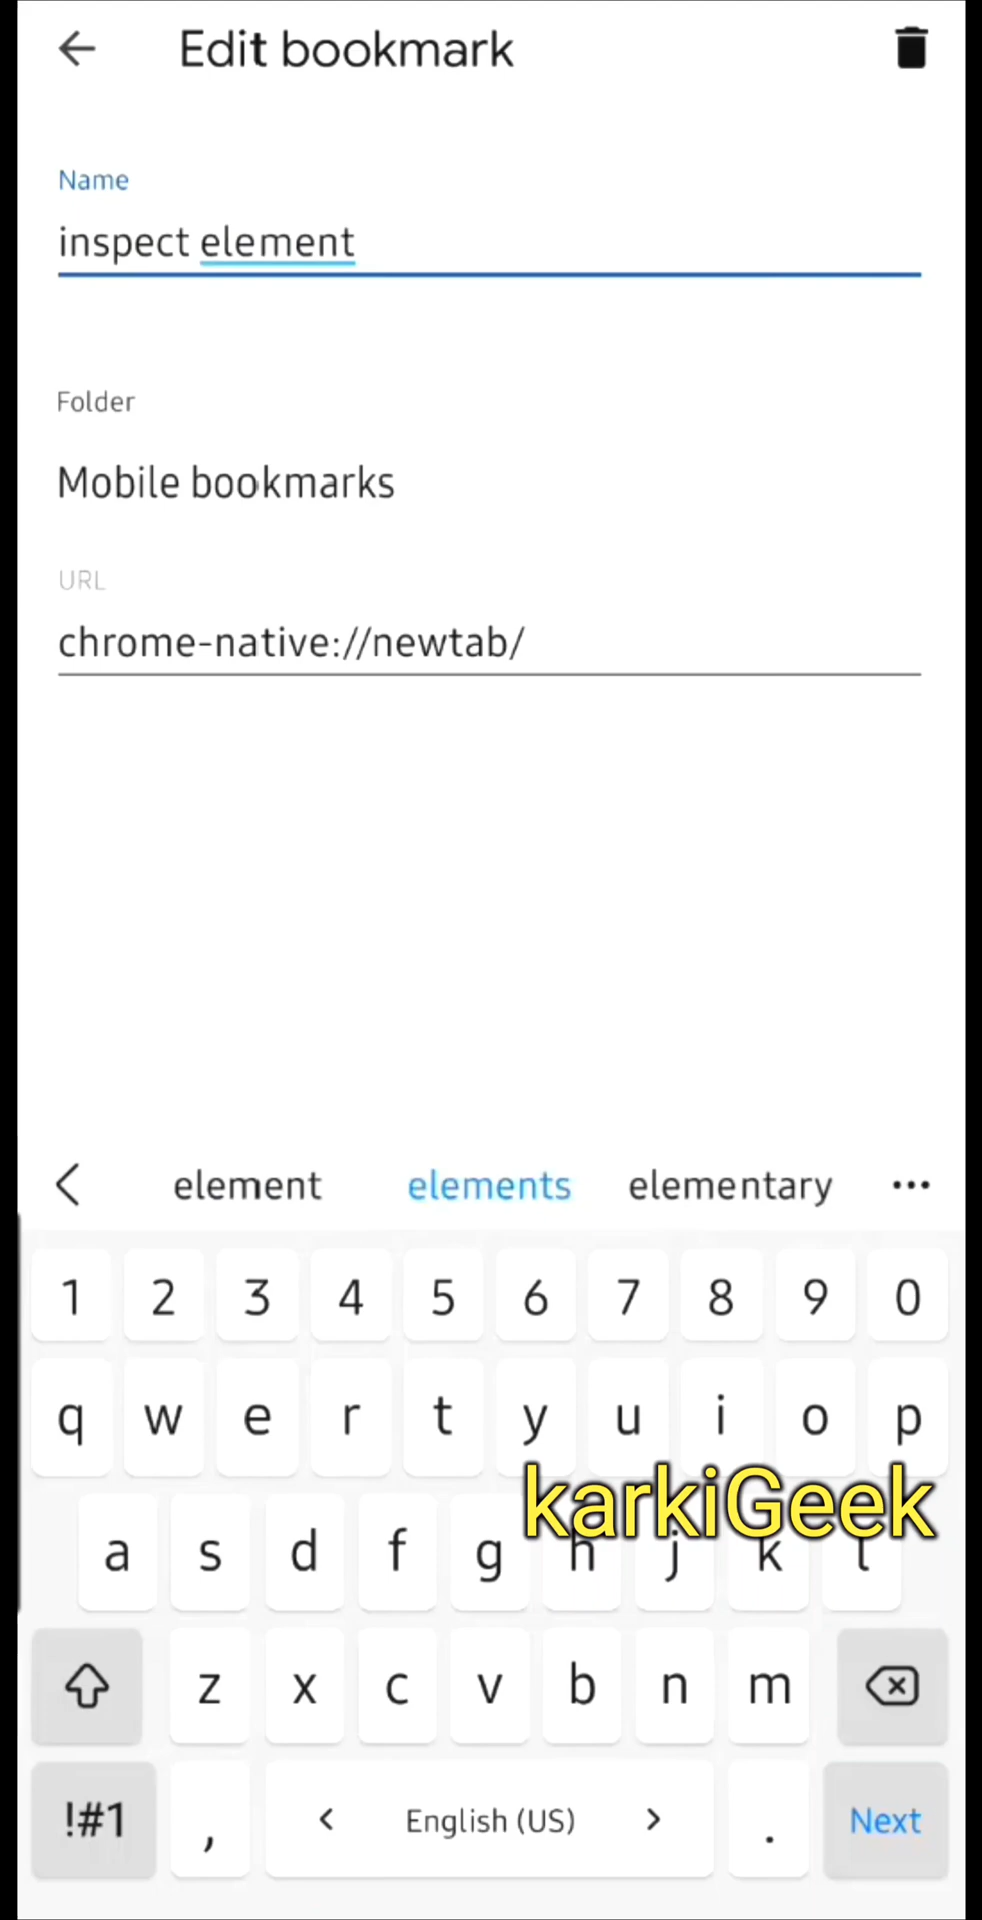 Edit bookmark
Name
inspect element
Folder
Mobile bookmarks
URL
chrome-native://newtab/
element elements elementary ...
1 2 3 4 5 6 7 8 9 0
q w e r t y u i o p
karkiGeek
a s d f g h j k l
z x c v b n m
!#1 , < English (US) > . Next